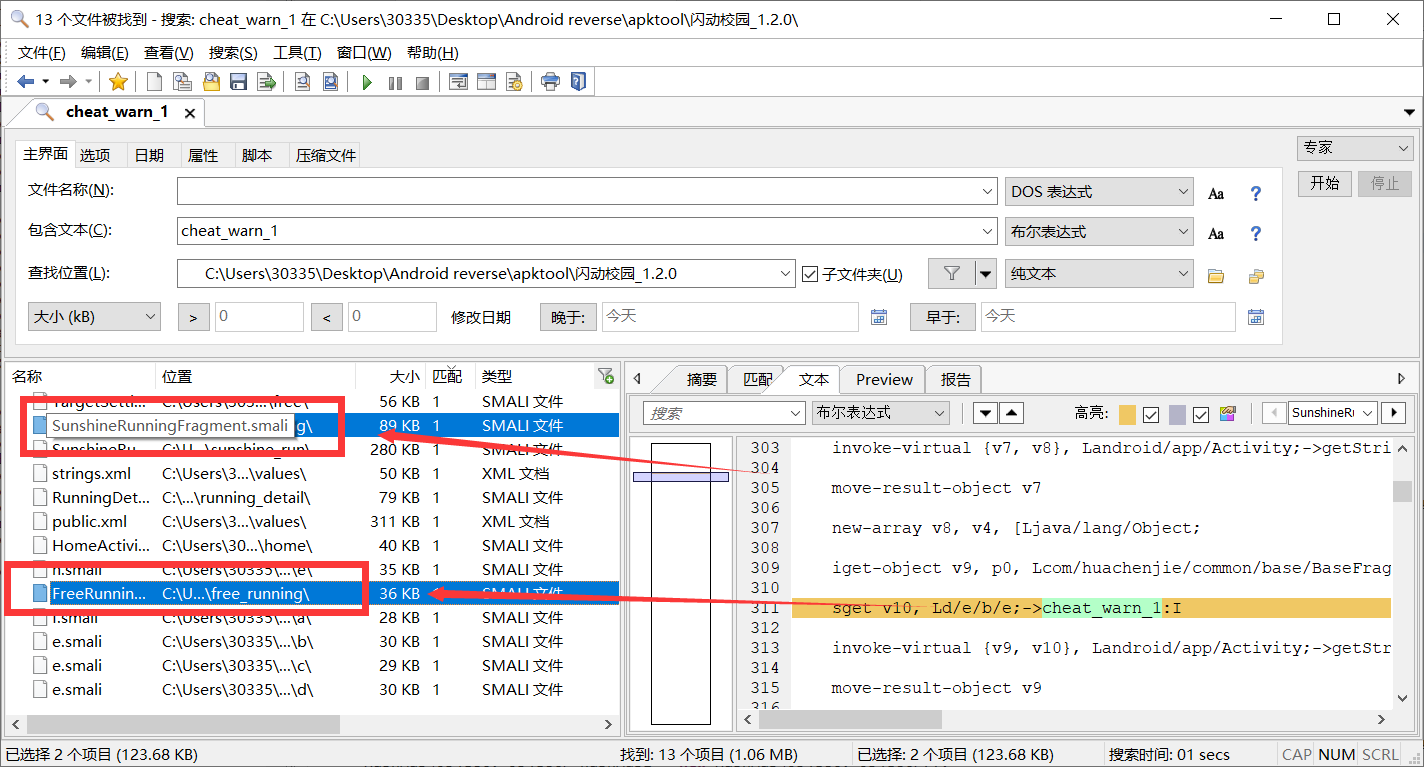 13 个文件被找到 - 搜索: cheat_warn_1 在 C:\Users\30335\Desktop\Android reverse\apktool\闪动校园_1.2.0\
文件(F) 编辑(E) 查看(V) 搜索(S) 工具(T) 窗口(W) 帮助(H)
cheat_warn_1
主界面 选项 日期 属性 脚本 压缩文件 专家
开始 停止
文件名称(N): DOS 表达式 Aa ?
包含文本(C): cheat_warn_1 布尔表达式 Aa ?
查找位置(L): C:\Users\30335\Desktop\Android reverse\apktool\闪动校园_1.2.0 子文件夹(U) 纯文本
大小 (kB) > 0 < 0 修改日期 晚于: 今天 早于: 今天
名称 位置 大小 匹配 类型
TargetSetti... C:\Users\303...\free\ 56 KB 1 SMALI 文件
SunshineRunningFragment.smali g\ 89 KB 1 SMALI 文件
SunshineRu... C:\U...\sunshine_run\ 280 KB 1 SMALI 文件
strings.xml C:\Users\3...\values\ 50 KB 1 XML 文档
RunningDet... C:\...\running_detail\ 79 KB 1 SMALI 文件
public.xml C:\Users\3...\values\ 311 KB 1 XML 文档
HomeActivi... C:\Users\30...\home\ 40 KB 1 SMALI 文件
n.smali C:\Users\30335\...\e\ 35 KB 1 SMALI 文件
FreeRunnin... C:\U...\free_running\ 36 KB 1 SMALI 文件
C:\Users\30335\...\a\ 28 KB 1 SMALI 文件
e.smali C:\Users\30335\...\b\ 30 KB 1 SMALI 文件
e.smali C:\Users\30335\...\c\ 29 KB 1 SMALI 文件
e.smali C:\Users\30335\...\d\ 30 KB 1 SMALI 文件
摘要 匹配 文本 Preview 报告
搜索 布尔表达式 高亮: SunshineR
303 invoke-virtual {v7, v8}, Landroid/app/Activity;->getStri
304
305 move-result-object v7
306
307 new-array v8, v4, [Ljava/lang/Object;
308
309 iget-object v9, p0, Lcom/huachenjie/common/base/BaseFrag
310
311 sget v10, Ld/e/b/e;->cheat_warn_1:I
312
313 invoke-virtual {v9, v10}, Landroid/app/Activity;->getStr
314
315 move-result-object v9
316
已选择 2 个项目 (123.68 KB) 找到: 13 个项目 (1.06 MB) 已选择: 2 个项目 (123.68 KB) 搜索时间: 01 secs CAP NUM SCRL